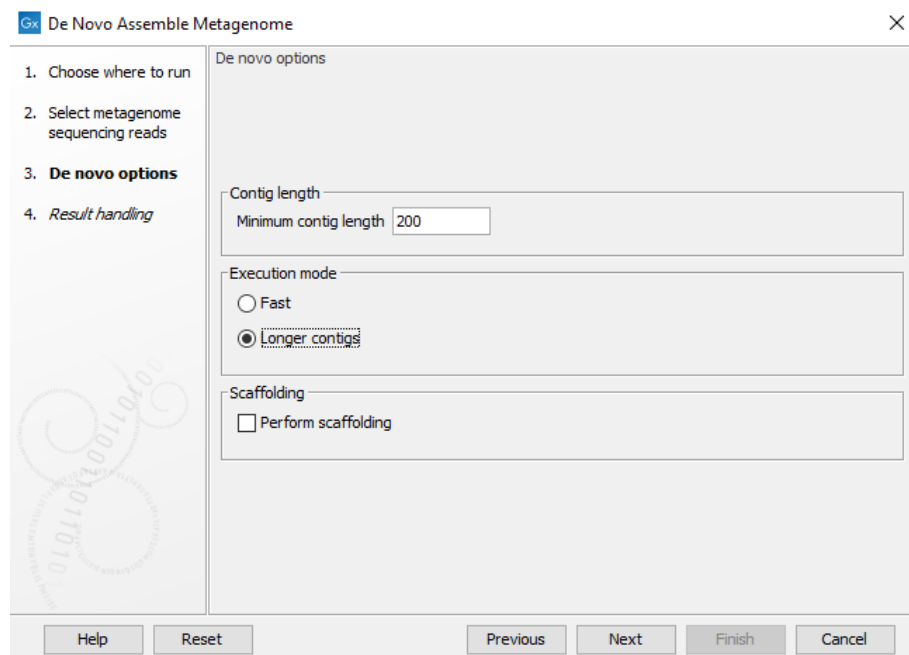 Gx De Novo Assemble Metagenome
1. Choose where to run
2. Select metagenome
sequencing reads
3. De novo options
4. Result handling
De novo options
Contig length
Minimum contig length 200
Execution mode
Fast
Longer contigs
Scaffolding
Perform scaffolding
Help Reset Previous Next Finish Cancel